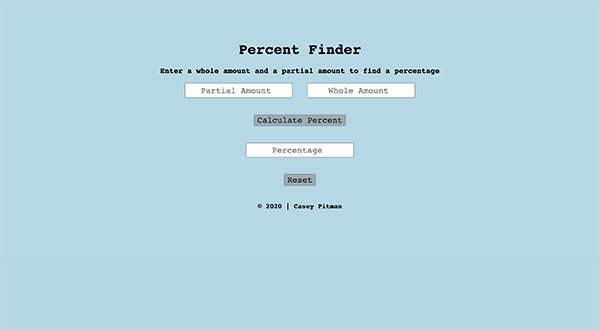 Percent Finder
Enter a whole amount and a partial amount to find a percentage
Partial Amount Whole Amount
Calculate Percent
Percentage
Reset
© 2020 | Casey Pitman